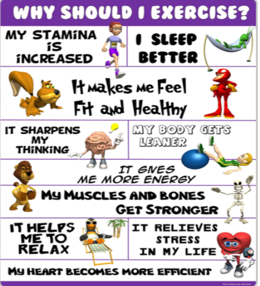 WHY SHOULD I EXERCISE?
MY STAMINA
iS
iNCREASED
I SLEEP
BETTER
It makes me Feel
Fit and Healthy
IT SHARPENS
MY
THINKING
MY BODY GETS
LEANER
IT GIVES
ME MORE ENERGY
My Muscles and Bones
Get Stronger
IT HELPS
ME TO
RELAX
IT RELIEVES
STRESS
IN MY LIFE
My Heart becomes more efficient